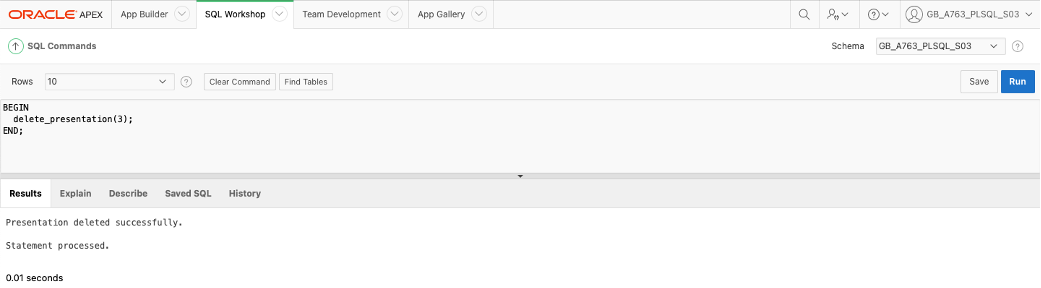 ORACLE APEX App Builder SQL Workshop Team Development App Gallery GB_A763_PLSQL_S03
SQL Commands Schema GB_A763_PLSQL_S03
Rows 10 Clear Command Find Tables Save Run
BEGIN
  delete_presentation(3);
END;
Results Explain Describe Saved SQL History
Presentation deleted successfully.
Statement processed.
0.01 seconds